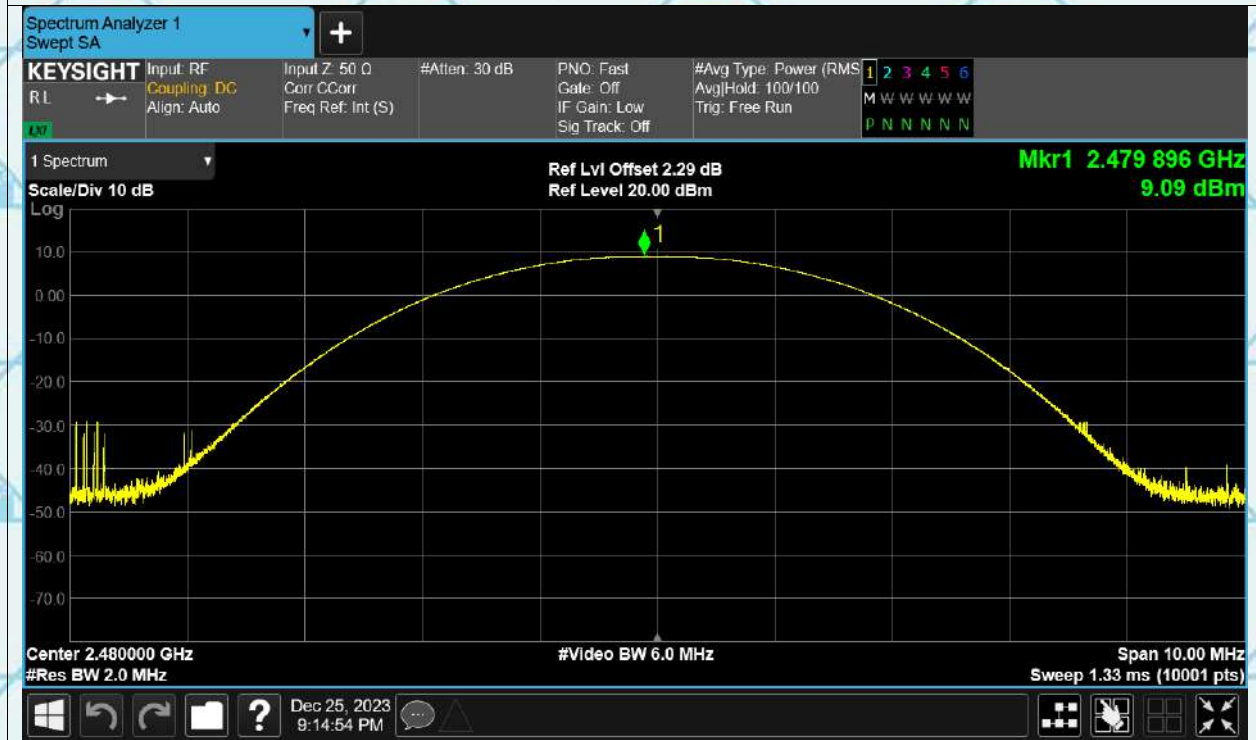 Spectrum Analyzer 1
Swept SA
+
KEYSIGHT
RL
LXI
Input: RF
Coupling: DC
Align: Auto
Input Z: 50 Ω
Corr CCorr
Freq Ref: Int (S)
#Atten: 30 dB
PNO: Fast
Gate: Off
IF Gain: Low
Sig Track: Off
#Avg Type: Power (RMS
Avg|Hold: 100/100
Trig: Free Run
1 2 3 4 5 6
M W W W W W
P N N N N N
1 Spectrum
Scale/Div 10 dB
Log
Ref Lvl Offset 2.29 dB
Ref Level 20.00 dBm
Mkr1 2.479 896 GHz
9.09 dBm
1
10.0
0.00
-10.0
-20.0
-30.0
-40.0
-50.0
-60.0
-70.0
Center 2.480000 GHz
#Res BW 2.0 MHz
#Video BW 6.0 MHz
Span 10.00 MHz
Sweep 1.33 ms (10001 pts)
?
Dec 25, 2023
9:14:54 PM